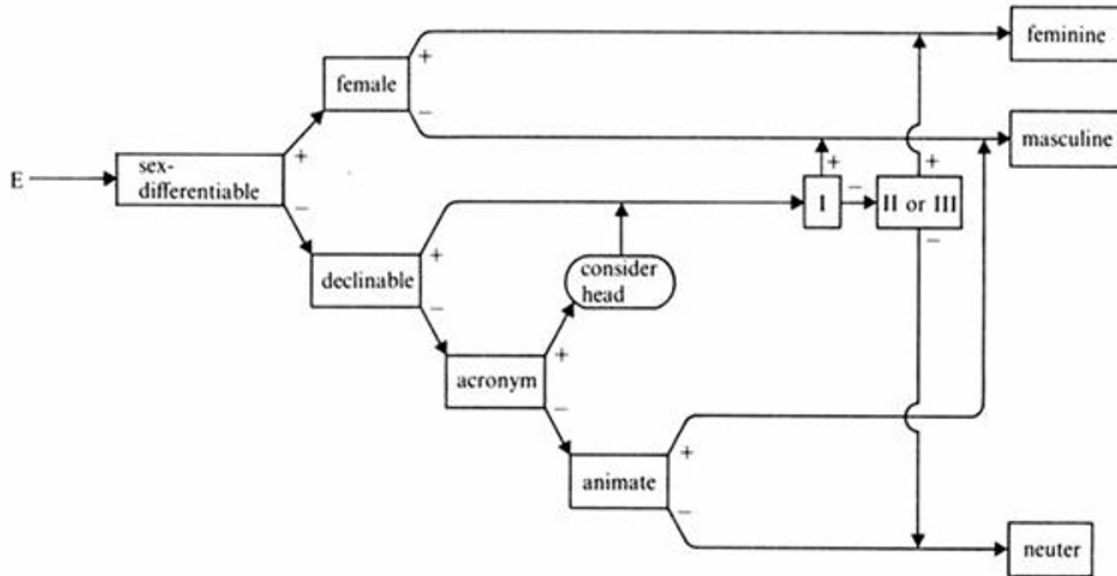 feminine
+
female
–
masculine
E
sex-
differentiable
+
–
+
–
I
+
II or III
–
declinable
+
–
consider
head
acronym
+
–
animate
+
–
neuter